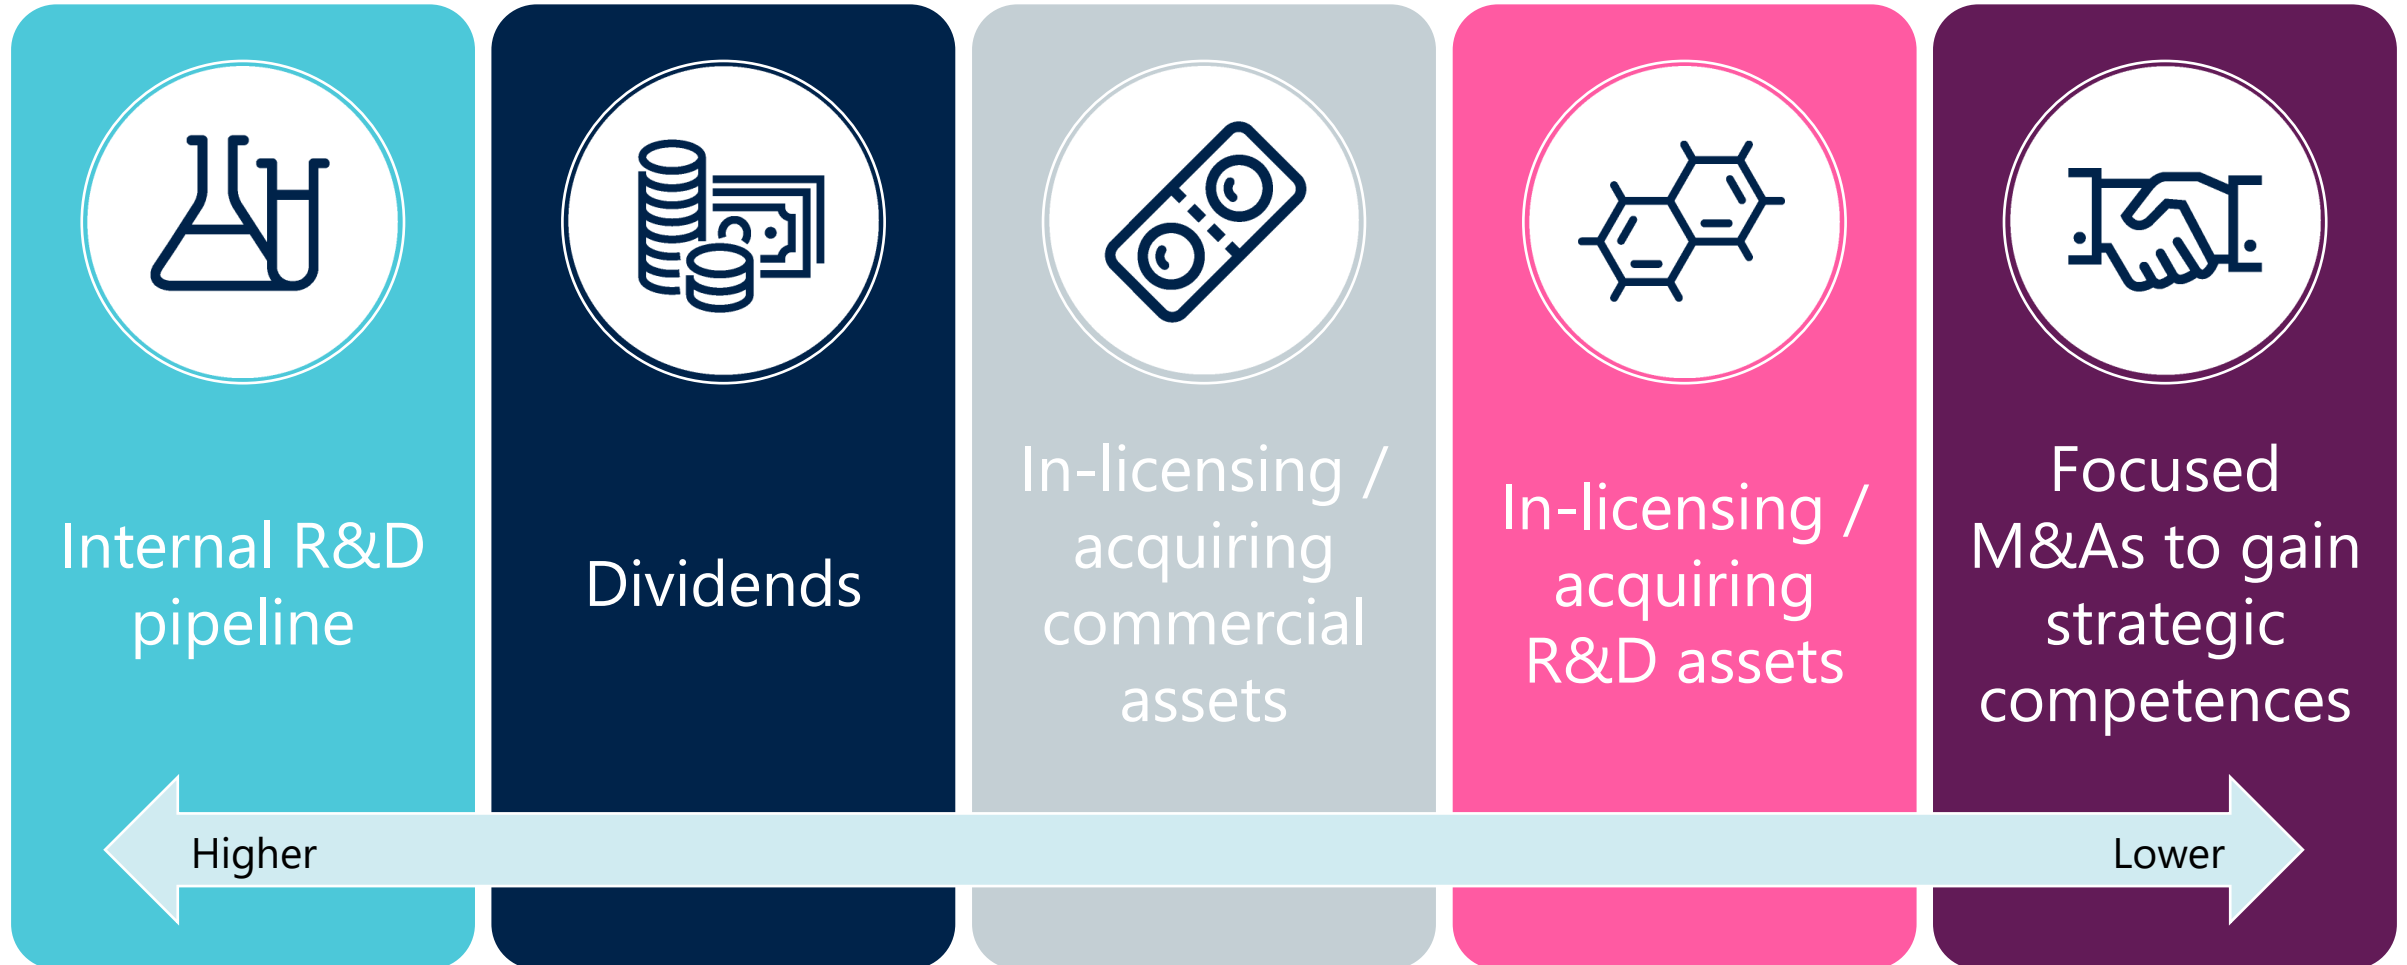 Internal R&D
pipeline
Dividends
In-licensing /
acquiring
commercial
assets
In-licensing /
acquiring
R&D assets
Focused
M&As to gain
strategic
competences
Higher
Lower